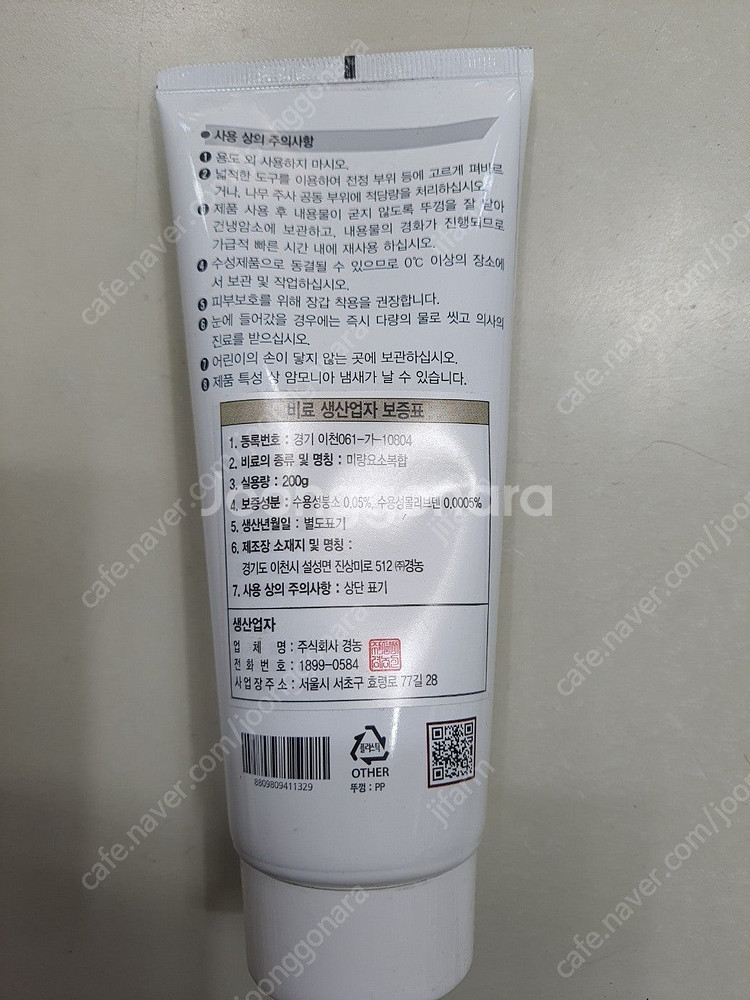 ● 사용 상의 주의사항
❶ 용도 외 사용하지 마시오.
❷ 넓적한 도구를 이용하여 전정 부위 등에 고르게 펴바르
거나, 나무 주사 공동 부위에 적당량을 처리하십시오.
❸ 제품 사용 후 내용물이 굳지 않도록 뚜껑을 잘 닫아
건냉암소에 보관하고, 내용물의 경화가 진행되므로
가급적 빠른 시간 내에 재사용 하십시오.
❹ 수성제품으로 동결될 수 있으므로 0℃ 이상의 장소에
서 보관 및 작업하십시오.
❺ 피부보호를 위해 장갑 착용을 권장합니다.
❻ 눈에 들어갔을 경우에는 즉시 다량의 물로 씻고 의사의
진료를 받으십시오.
❼ 어린이의 손이 닿지 않는 곳에 보관하십시오.
❽ 제품 특성 상 암모니아 냄새가 날 수 있습니다.
비료 생산업자 보증표
1. 등록번호 : 경기 이천061-가-10804
2. 비료의 종류 및 명칭 : 미량요소복합
3. 실용량 : 200g
4. 보증성분 : 수용성붕소 0.05%, 수용성몰리브덴 0.0005%
5. 생산년월일 : 별도표기
6. 제조장 소재지 및 명칭 :
경기도 이천시 설성면 진상미로 512 ㈜경농
7. 사용 상의 주의사항 : 상단 표기
생산업자
업 체 명 : 주식회사 경농
전 화 번 호 : 1899-0584
사 업 장 주 소 : 서울시 서초구 효령로 77길 28
8809809411329
플라스틱
OTHER
뚜껑 : PP
Joonggonara
cafe.naver.com/joonggonara